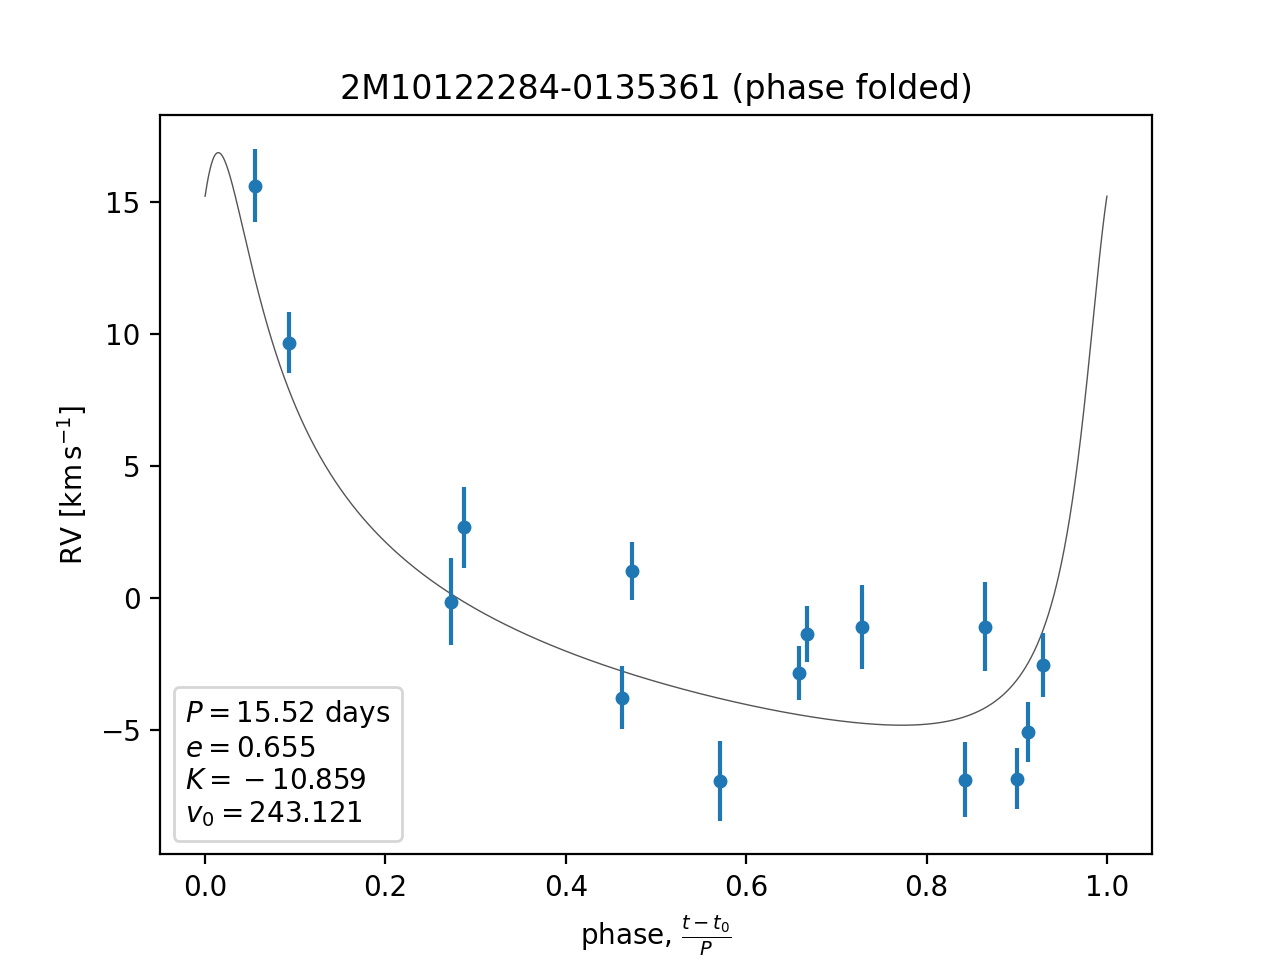 2M10122284-0135361 (phase folded)
RV [km s⁻¹]
15
10
5
0
−5
P = 15.52 days
e = 0.655
K = − 10.859
v₀ = 243.121
0.0 0.2 0.4 0.6 0.8 1.0
phase, (t − t₀)/P